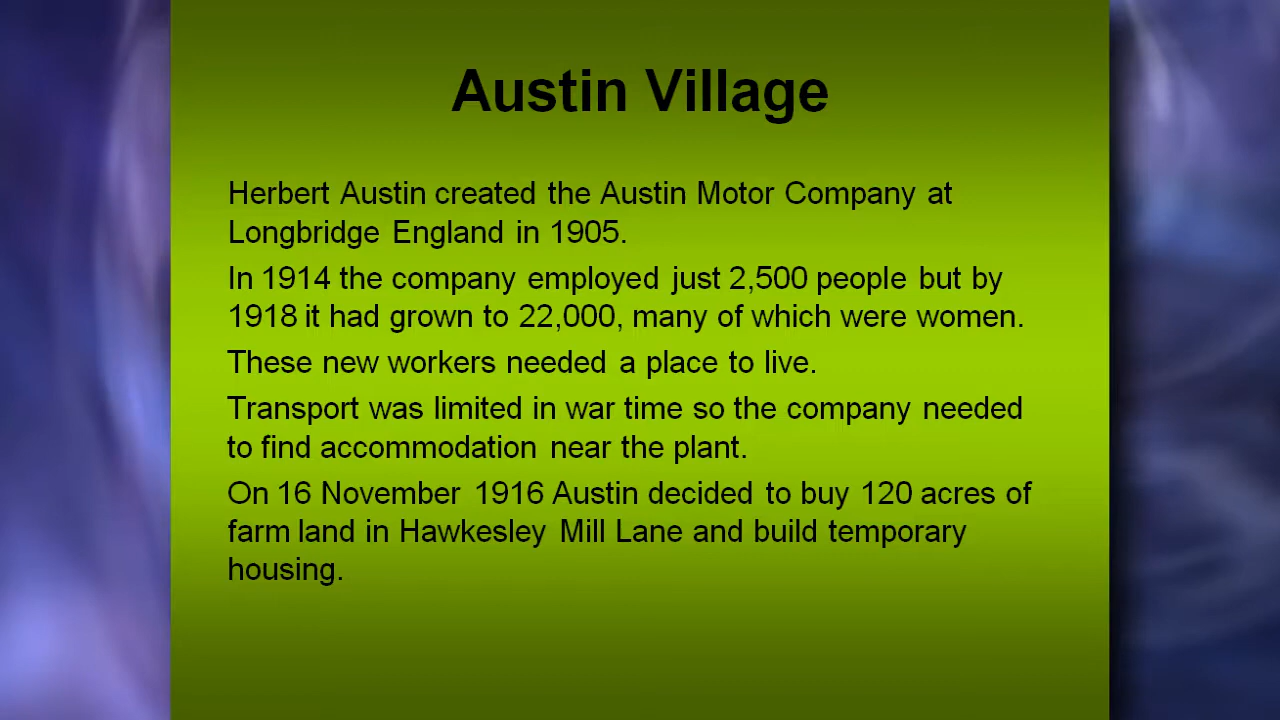 Austin Village
Herbert Austin created the Austin Motor Company at
Longbridge England in 1905.
In 1914 the company employed just 2,500 people but by
1918 it had grown to 22,000, many of which were women.
These new workers needed a place to live.
Transport was limited in war time so the company needed
to find accommodation near the plant.
On 16 November 1916 Austin decided to buy 120 acres of
farm land in Hawkesley Mill Lane and build temporary
housing.